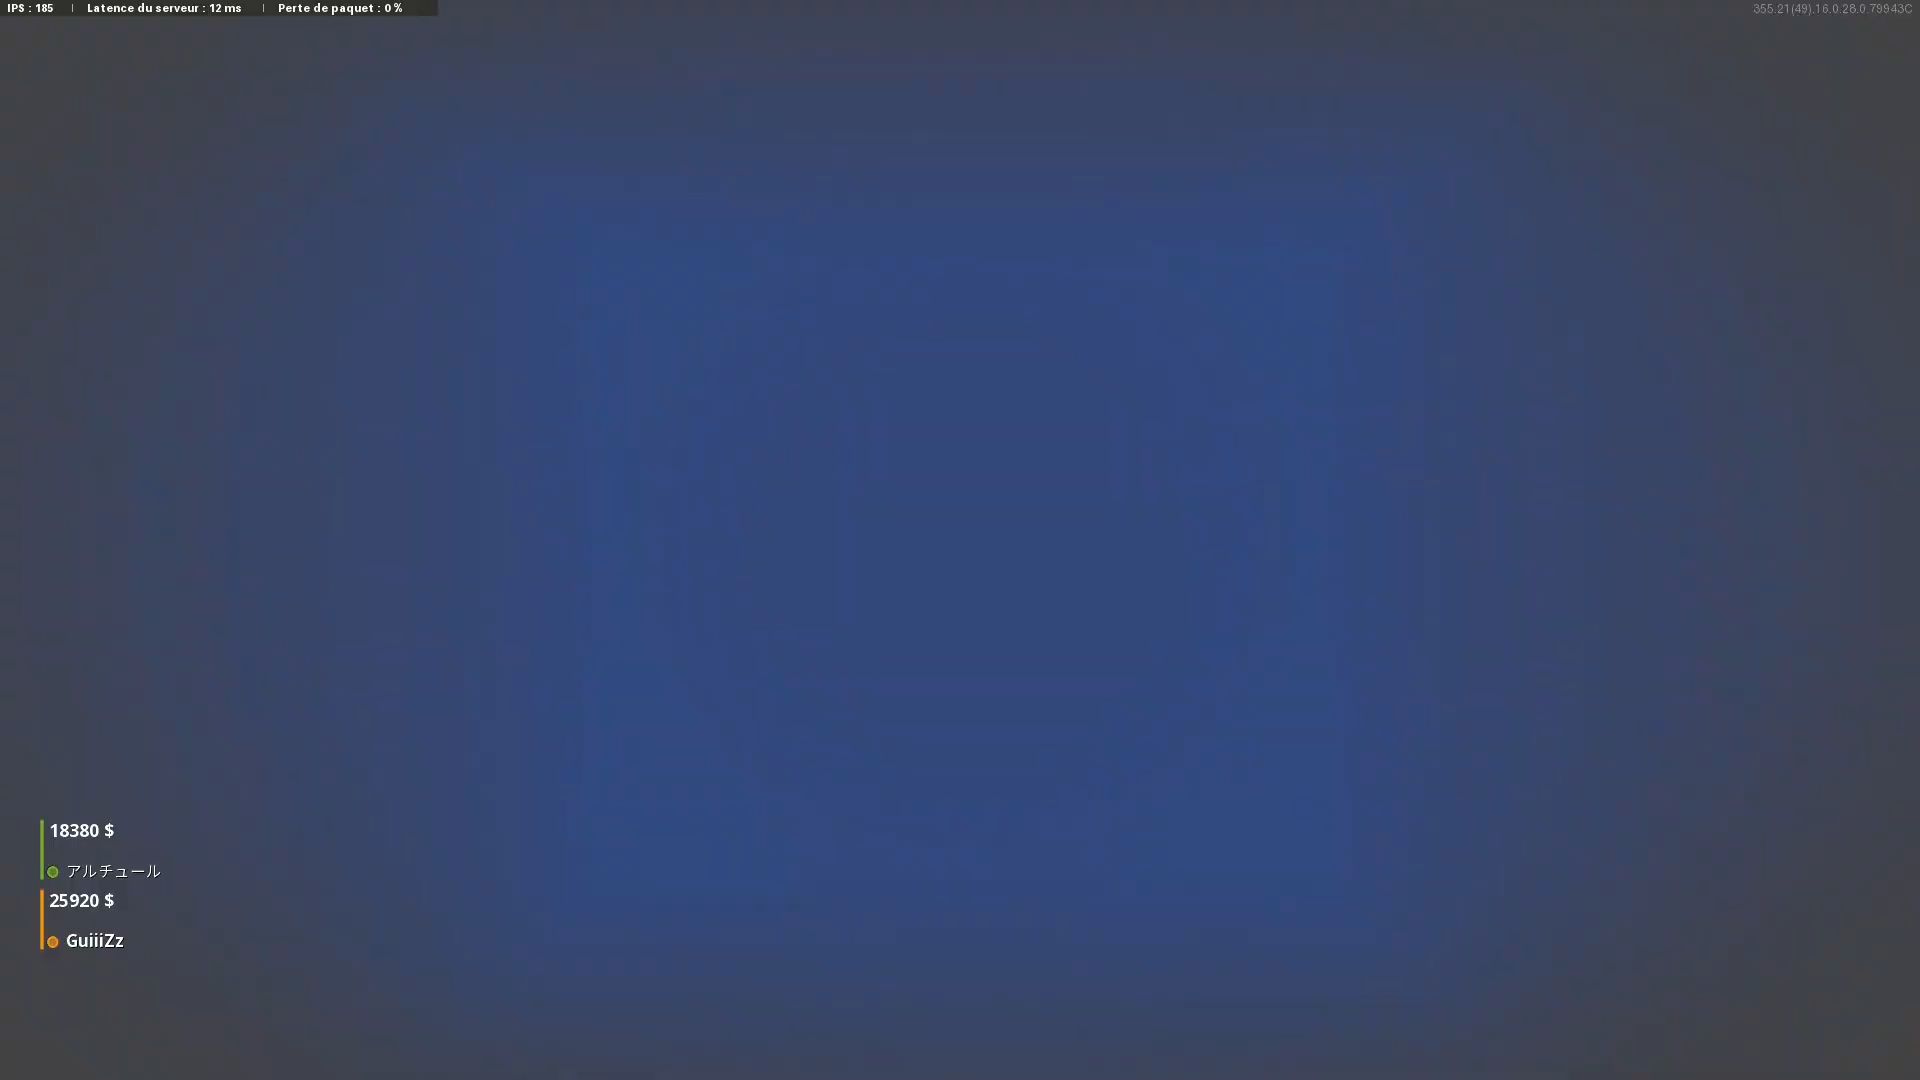 IPS : 185 | Latence du serveur : 12 ms | Perte de paquet : 0 %
355.21(49).16.0.28.0.79943C
18380 $
アルチュール
25920 $
GuiiiZz